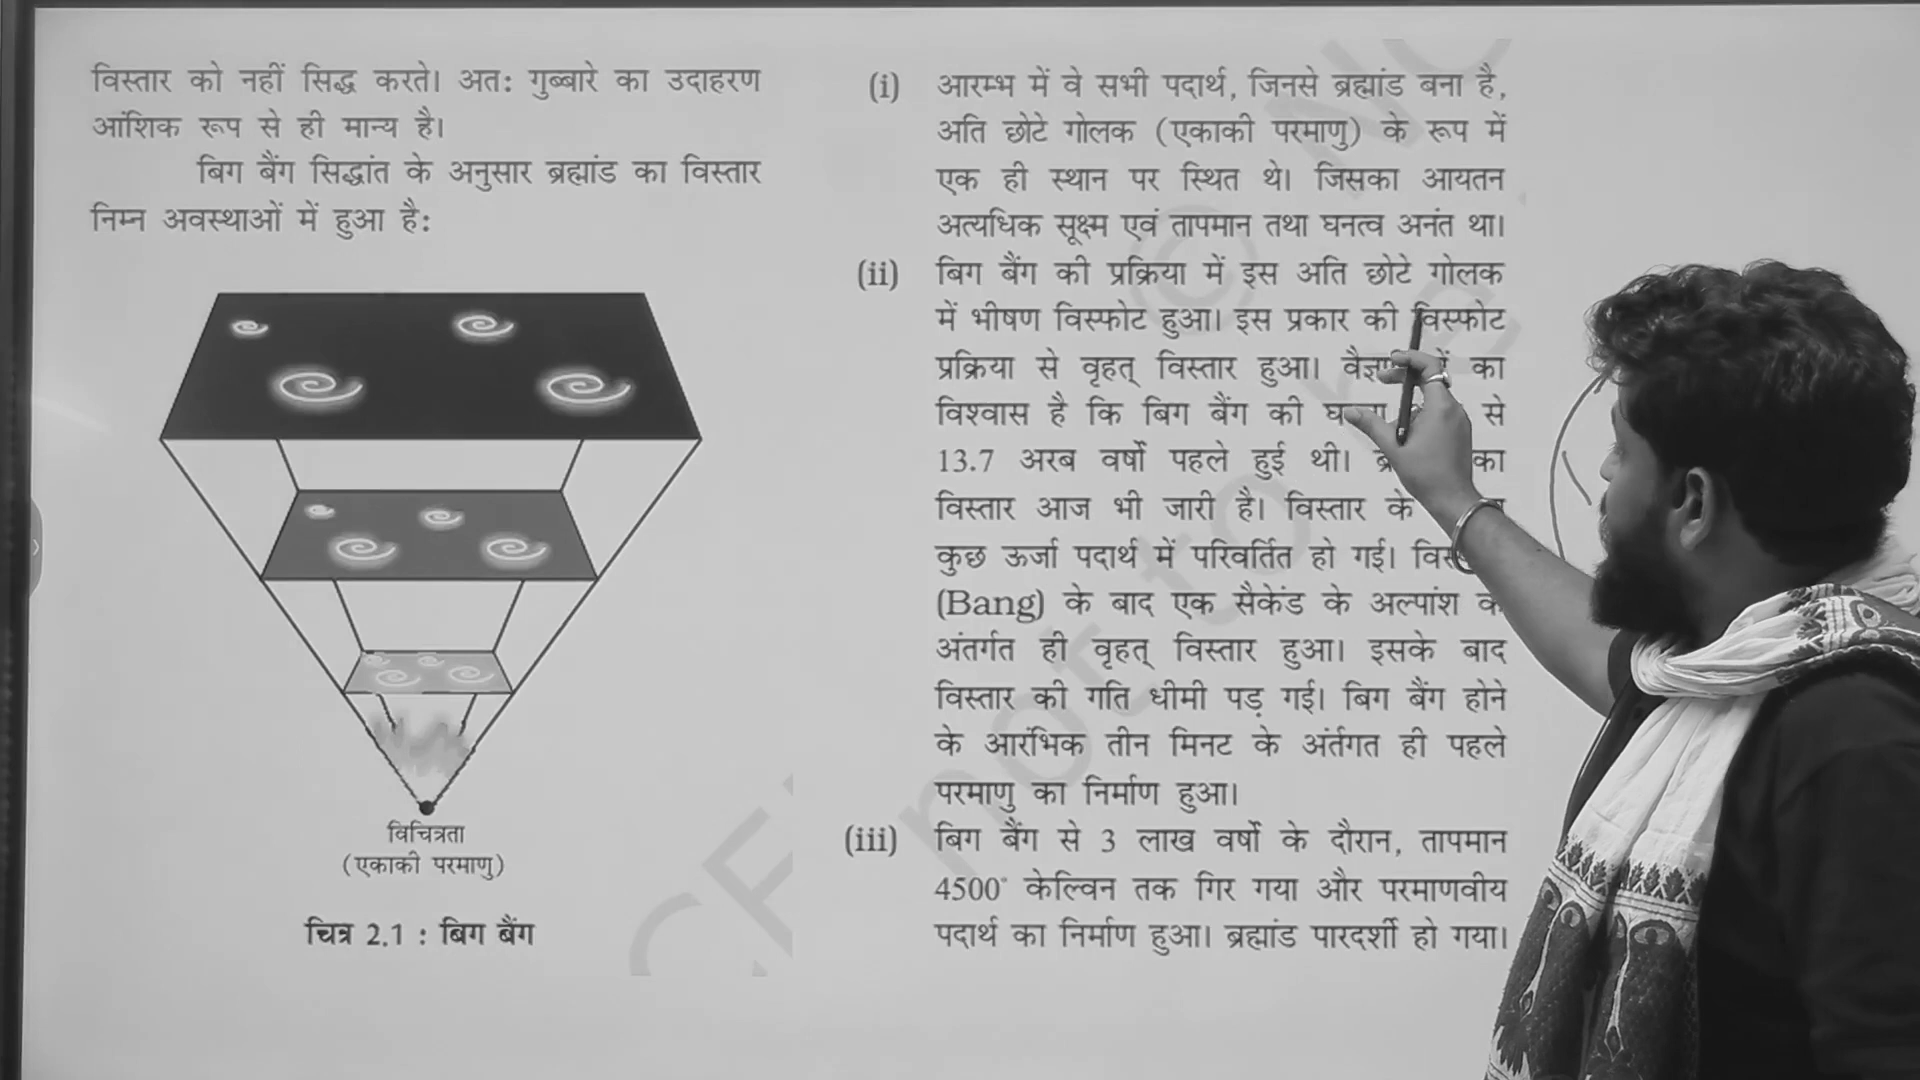 विस्तार को नहीं सिद्ध करते। अतः गुब्बारे का उदाहरण
आंशिक रूप से ही मान्य है।
बिग बैंग सिद्धांत के अनुसार ब्रह्मांड का विस्तार
निम्न अवस्थाओं में हुआ है:
विचित्रता
(एकाकी परमाणु)
चित्र 2.1 : बिग बैंग
(i) आरम्भ में वे सभी पदार्थ, जिनसे ब्रह्मांड बना है,
अति छोटे गोलक (एकाकी परमाणु) के रूप में
एक ही स्थान पर स्थित थे। जिसका आयतन
अत्यधिक सूक्ष्म एवं तापमान तथा घनत्व अनंत था।
(ii) बिग बैंग की प्रक्रिया में इस अति छोटे गोलक
में भीषण विस्फोट हुआ। इस प्रकार की विस्फोट
प्रक्रिया से वृहत् विस्तार हुआ। का
विश्वास है कि बिग बैंग की से
13.7 अरब वर्षों पहले हुई थी। का
विस्तार आज भी जारी है। विस्तार के
कुछ ऊर्जा पदार्थ में परिवर्तित हो गई।
(Bang) के बाद एक सैकेंड के अल्पांश के
अंतर्गत ही वृहत् विस्तार हुआ। इसके बाद
विस्तार की गति धीमी पड़ गई। बिग बैंग होने
के आरंभिक तीन मिनट के अंर्तगत ही पहले
परमाणु का निर्माण हुआ।
(iii) बिग बैंग से 3 लाख वर्षों के दौरान, तापमान
4500° केल्विन तक गिर गया और परमाणवीय
पदार्थ का निर्माण हुआ। ब्रह्मांड पारदर्शी हो गया।
not to